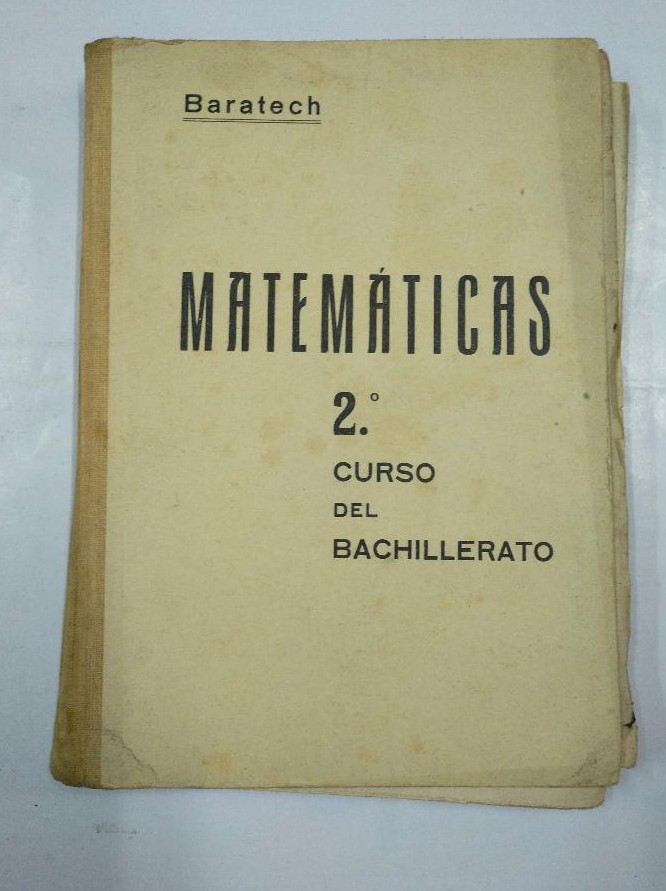 Baratech
MATEMÁTICAS
2.º
CURSO
DEL
BACHILLERATO